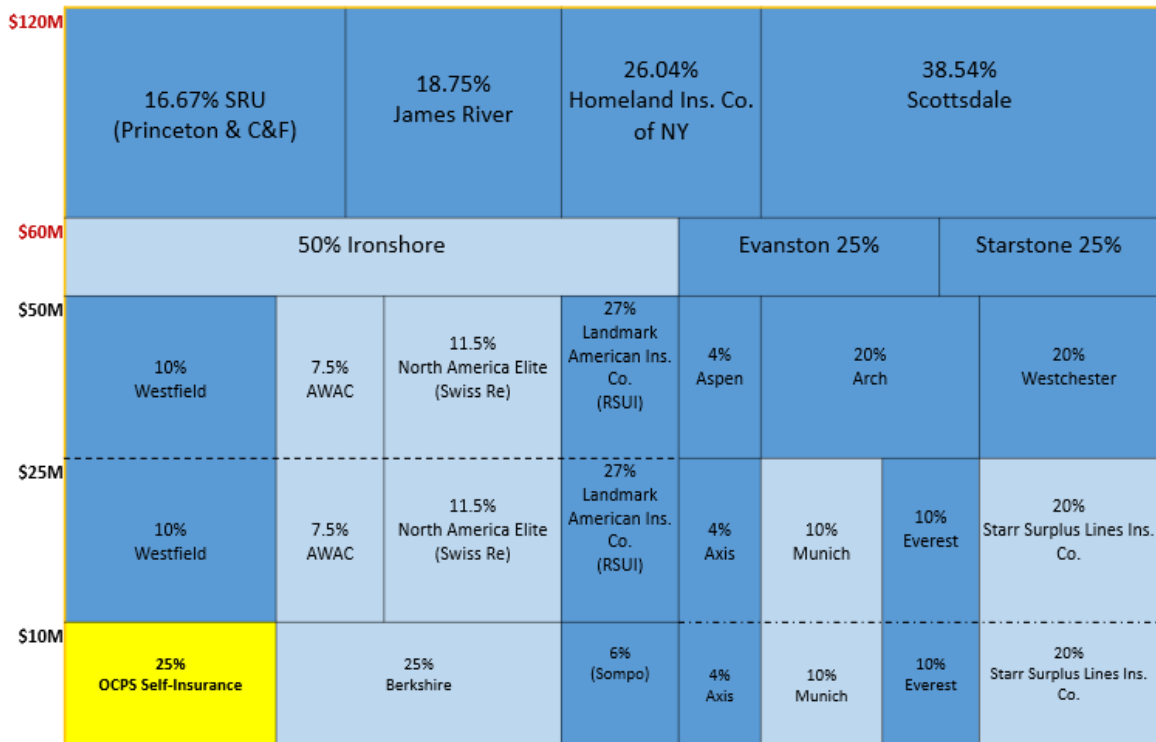 $120M
16.67% SRU
(Princeton & C&F)
18.75%
James River
26.04%
Homeland Ins. Co.
of NY
38.54%
Scottsdale
$60M
50% Ironshore
Evanston 25%
Starstone 25%
$50M
10%
Westfield
7.5%
AWAC
11.5%
North America Elite
(Swiss Re)
27%
Landmark
American Ins.
Co.
(RSUI)
4%
Aspen
20%
Arch
20%
Westchester
$25M
10%
Westfield
7.5%
AWAC
11.5%
North America Elite
(Swiss Re)
27%
Landmark
American Ins.
Co.
(RSUI)
4%
Axis
10%
Munich
10%
Everest
20%
Starr Surplus Lines Ins.
Co.
$10M
25%
OCPS Self-Insurance
25%
Berkshire
6%
(Sompo)
4%
Axis
10%
Munich
10%
Everest
20%
Starr Surplus Lines Ins.
Co.